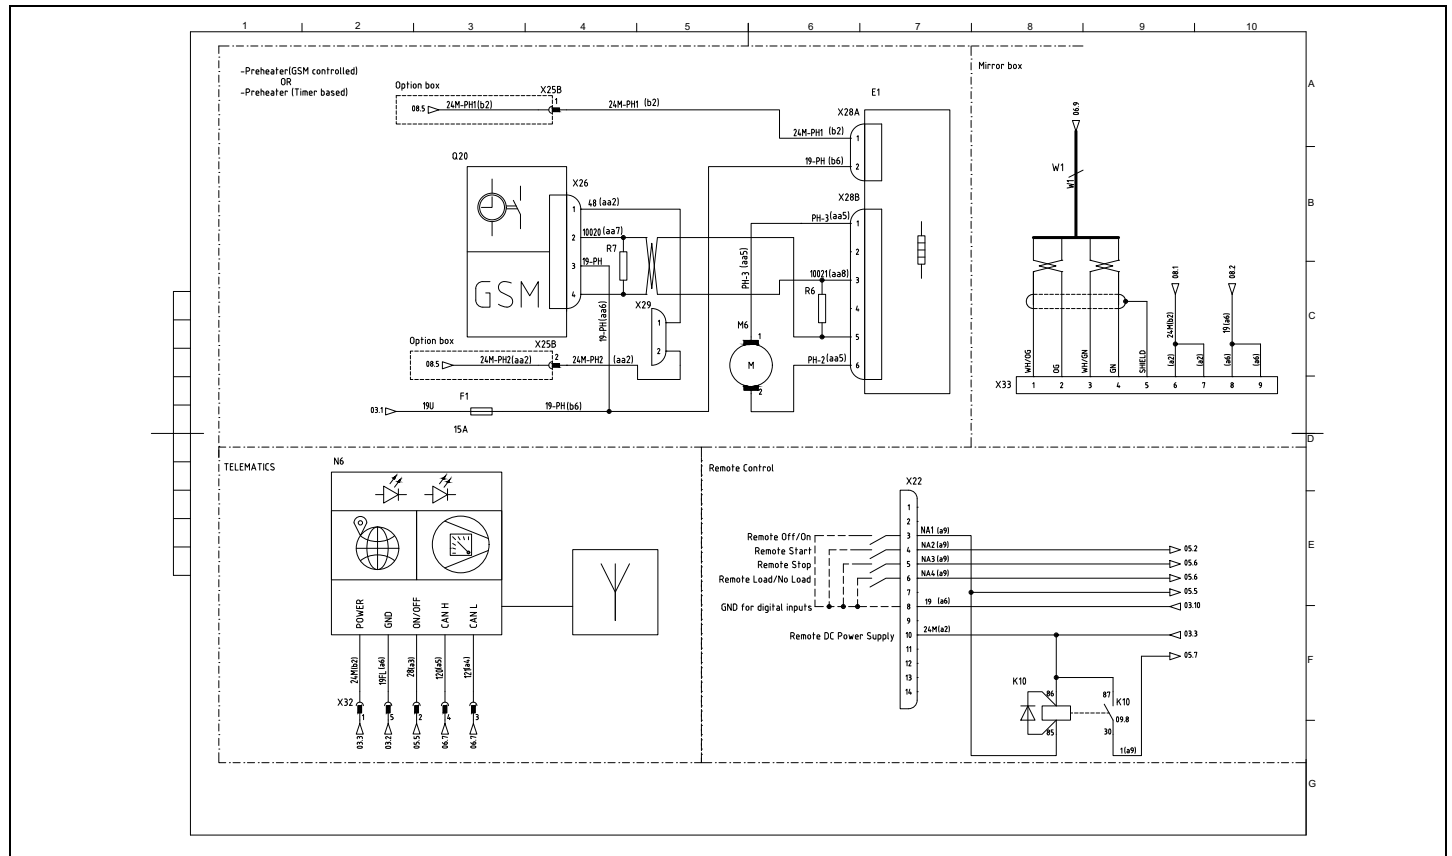 1 2 3 4 5 6 7 8 9 10
A
B
C
D
E
F
G
-Preheater(GSM controlled)
OR
-Preheater (Timer based)
Option box
08.5 24M-PH1(b2)
X25B
1
24M-PH1 (b2)
E1
X28A
24M-PH1 (b2) 1
19-PH (b6) 2
Q20
X26
1 48 (aa2)
2 10020 (aa7)
3 19-PH
4
GSM
R7
19-PH(aa6)
X29
1
2
X28B
PH-3(aa5) 1
2
10021(aa8) 3
4
5
PH-2(aa5) 6
R6
PH-3 (aa5)
M6
1
M
2
Option box
08.5 24M-PH2(aa2)
X25B
2
24M-PH2 (aa2)
03.1 19U
F1
15A
19-PH(b6)
Mirror box
06.9
W1
W1
08.1
08.2
24M(b2)
19 (a6)
WH/OG
OG
WH/GN
GN
SHIELD
(a2)
(a2)
(a6)
(a6)
X33 1 2 3 4 5 6 7 8 9
TELEMATICS
N6
POWER
GND
ON/OFF
CAN H
CAN L
24M(b2)
19FL(a6)
28(a3)
120(a5)
121(a4)
X32
1 5 2 4 3
03.3
03.2
05.5
06.7
06.7
Remote Control
X22
1
2
Remote Off/On 3 NA1 (a9)
Remote Start 4 NA2 (a9) 05.2
Remote Stop 5 NA3 (a9) 05.6
Remote Load/No Load 6 NA4 (a9) 05.6
7 05.5
GND for digital inputs 8 19 (a6) 03.10
9
Remote DC Power Supply 10 24M(a2) 03.3
11
12
13
14
05.7
K10
86
85
87
K10
09.8
30
1(a9)